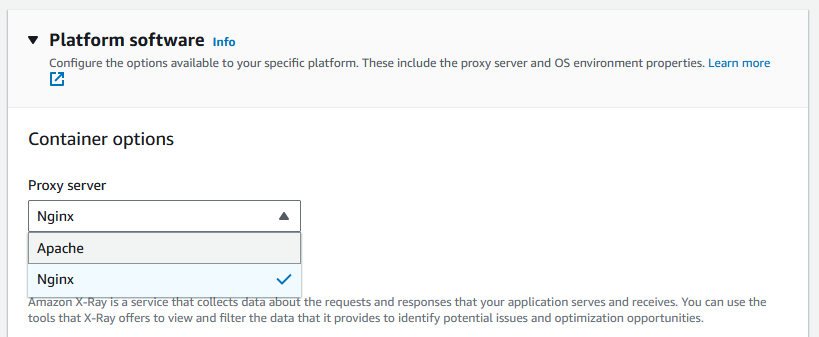 Platform software Info
Configure the options available to your specific platform. These include the proxy server and OS environment properties. Learn more
Container options
Proxy server
Nginx
Apache
Nginx
Amazon X-Ray is a service that collects data about the requests and responses that your application serves and receives. You can use the
tools that X-Ray offers to view and filter the data that it provides to identify potential issues and optimization opportunities.